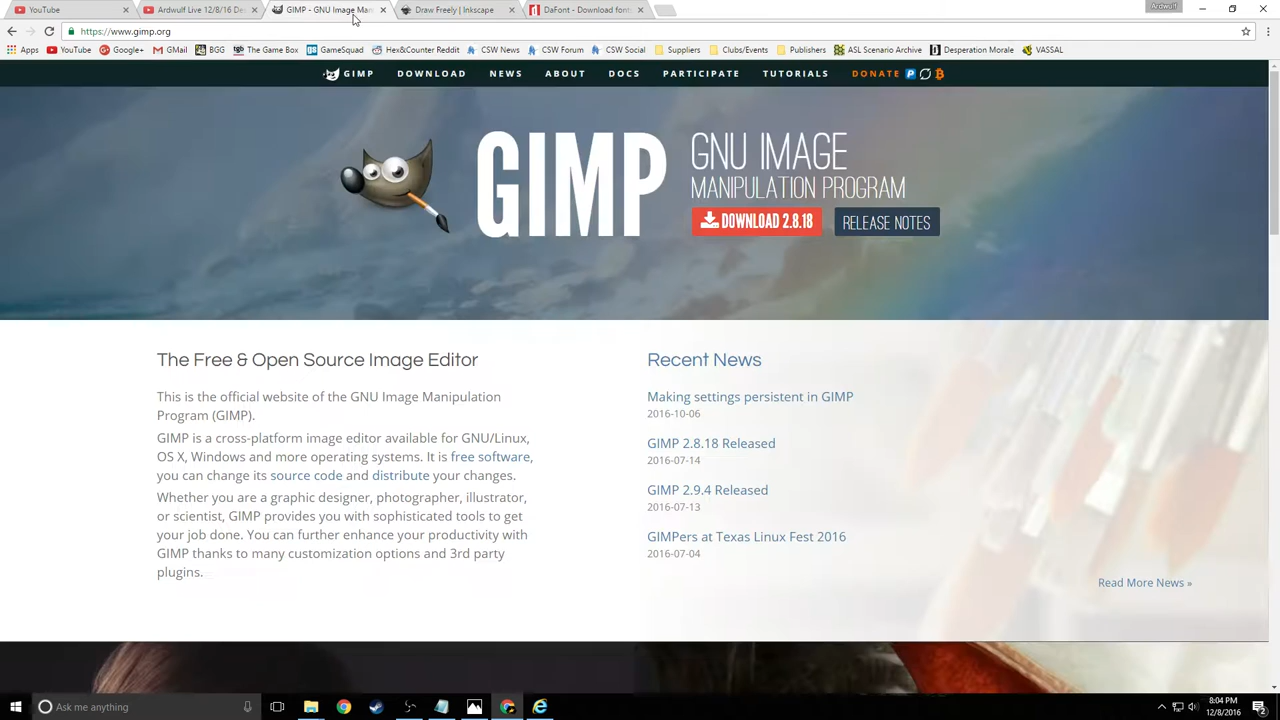 YouTube
Ardwulf Live 12/8/16 De
GIMP - GNU Image Man
Draw Freely | Inkscape
DaFont - Download font
Ardwulf
https://www.gimp.org
Apps YouTube Google+ GMail BGG The Game Box GameSquad Hex&Counter Reddit CSW News CSW Forum CSW Social Suppliers Clubs/Events Publishers ASL Scenario Archive Desperation Morale VASSAL
GIMP DOWNLOAD NEWS ABOUT DOCS PARTICIPATE TUTORIALS DONATE
GIMP
GNU IMAGE
MANIPULATION PROGRAM
DOWNLOAD 2.8.18
RELEASE NOTES
The Free & Open Source Image Editor
This is the official website of the GNU Image Manipulation
Program (GIMP).
GIMP is a cross-platform image editor available for GNU/Linux,
OS X, Windows and more operating systems. It is free software,
you can change its source code and distribute your changes.
Whether you are a graphic designer, photographer, illustrator,
or scientist, GIMP provides you with sophisticated tools to get
your job done. You can further enhance your productivity with
GIMP thanks to many customization options and 3rd party
plugins.
Recent News
Making settings persistent in GIMP
2016-10-06
GIMP 2.8.18 Released
2016-07-14
GIMP 2.9.4 Released
2016-07-13
GIMPers at Texas Linux Fest 2016
2016-07-04
Read More News »
Ask me anything
8:04 PM
12/8/2016